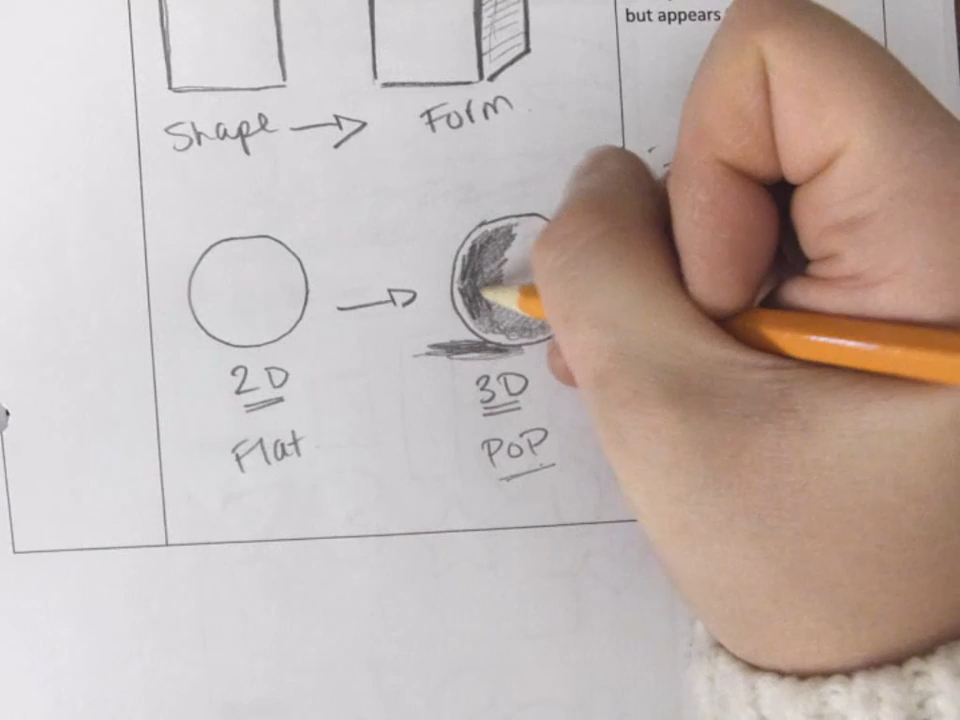 but appears
Shape → Form
→
2D 3D
Flat POP